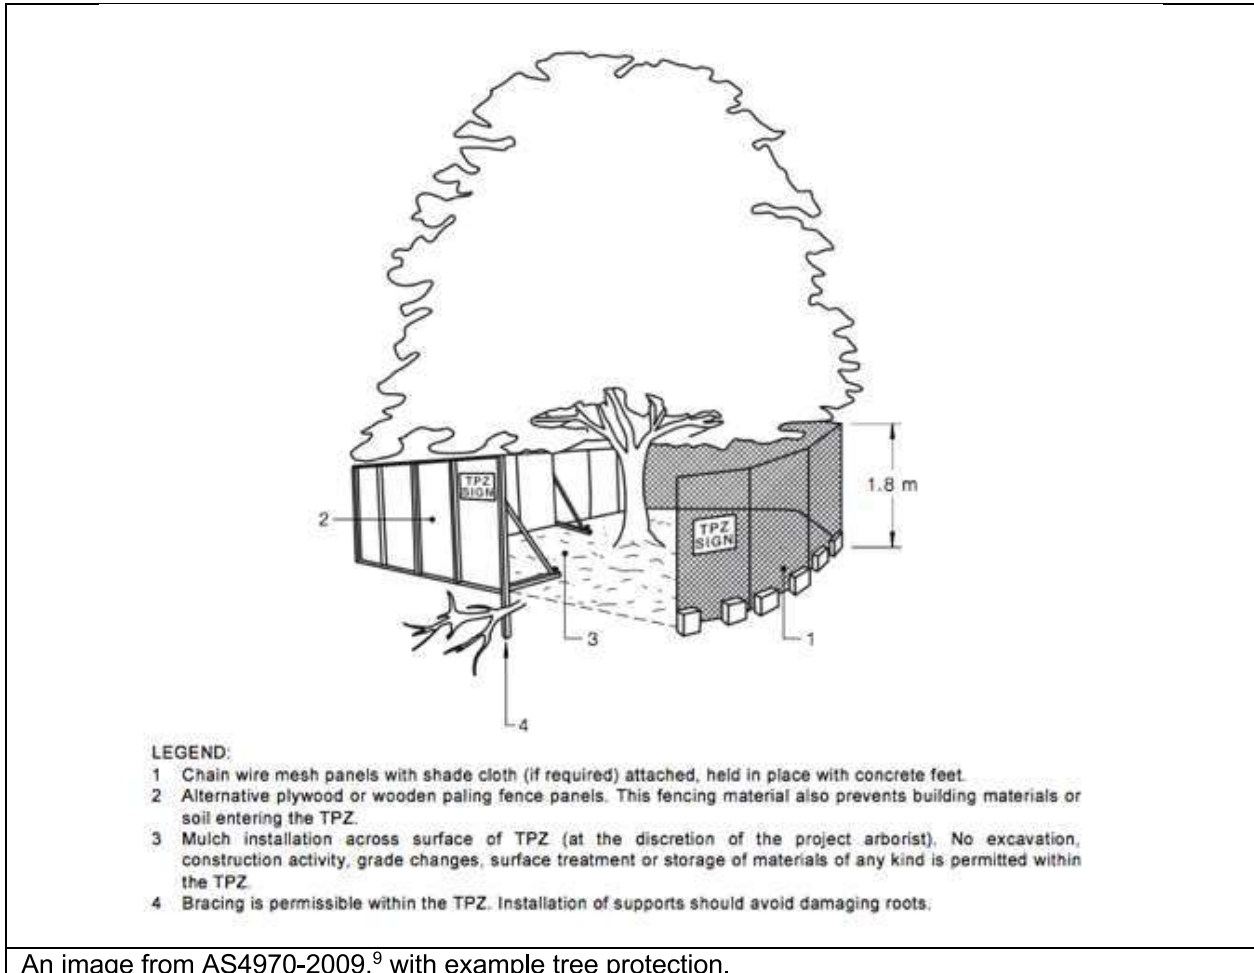 TPZ
SIGN
1.8 m
2
TPZ
SIGN
3
1
4
LEGEND:
1 Chain wire mesh panels with shade cloth (if required) attached, held in place with concrete feet.
2 Alternative plywood or wooden paling fence panels. This fencing material also prevents building materials or
soil entering the TPZ.
3 Mulch installation across surface of TPZ (at the discretion of the project arborist). No excavation,
construction activity, grade changes, surface treatment or storage of materials of any kind is permitted within
the TPZ.
4 Bracing is permissible within the TPZ. Installation of supports should avoid damaging roots.
An image from AS4970-2009,⁹ with example tree protection.